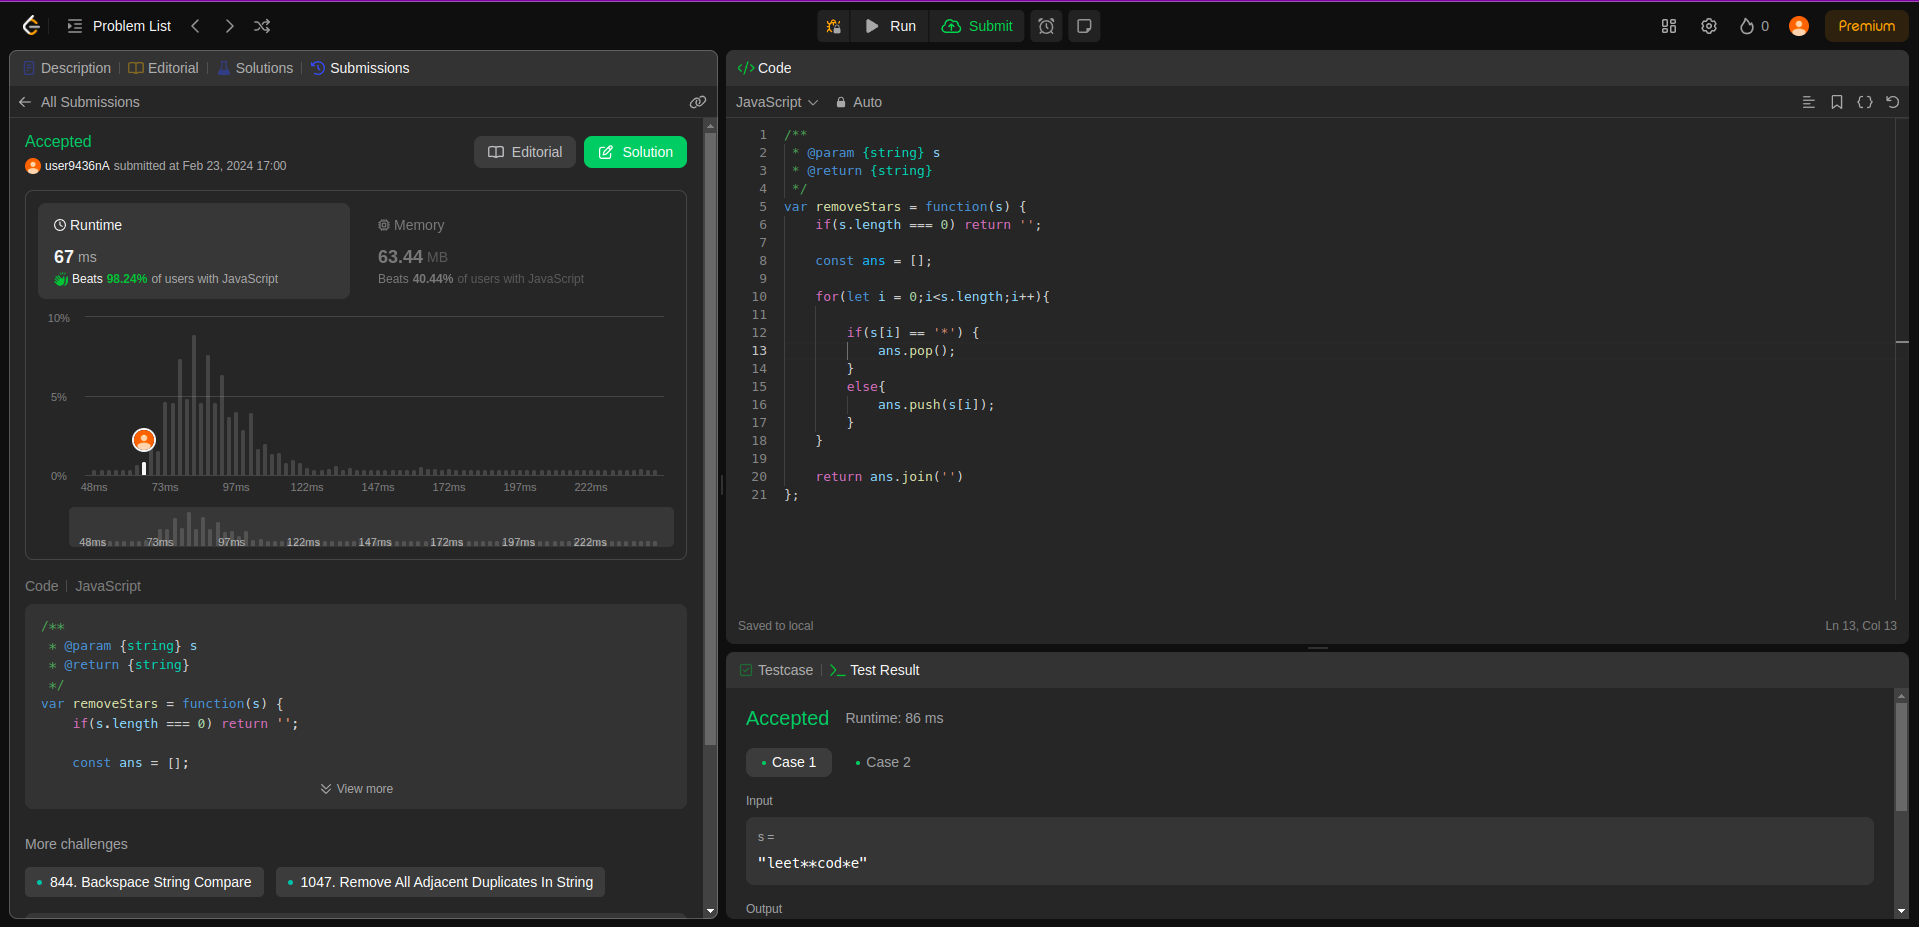 Problem List
Run
Submit
0
Premium
Description
Editorial
Solutions
Submissions
All Submissions
Accepted
user9436nA submitted at Feb 23, 2024 17:00
Editorial
Solution
Runtime
67 ms
Beats 98.24% of users with JavaScript
Memory
63.44 MB
Beats 40.44% of users with JavaScript
10%
5%
0%
48ms 73ms 97ms 122ms 147ms 172ms 197ms 222ms
48ms 73ms 97ms 122ms 147ms 172ms 197ms 222ms
Code | JavaScript
/**
 * @param {string} s
 * @return {string}
 */
var removeStars = function(s) {
    if(s.length === 0) return '';
    const ans = [];
View more
More challenges
844. Backspace String Compare
1047. Remove All Adjacent Duplicates In String
</> Code
JavaScript
Auto
1 /**
2  * @param {string} s
3  * @return {string}
4  */
5 var removeStars = function(s) {
6     if(s.length === 0) return '';
7
8     const ans = [];
9
10     for(let i = 0;i<s.length;i++){
11
12         if(s[i] == '*') {
13             ans.pop();
14         }
15         else{
16             ans.push(s[i]);
17         }
18     }
19
20     return ans.join('')
21 };
Saved to local
Ln 13, Col 13
Testcase
Test Result
Accepted Runtime: 86 ms
Case 1
Case 2
Input
s =
"leet**cod*e"
Output